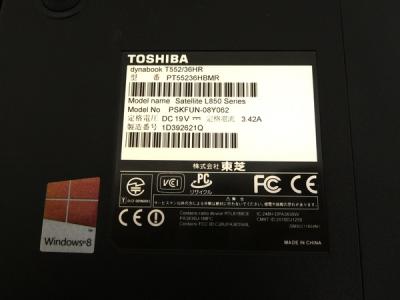 TOSHIBA
dynabook T552/36HR
型 番 PT55236HBMR
Model name Satellite L850 Series
Model No. PSKFUN-08Y062
定格電圧 DC 19V 定格電流 3.42A
製造番号 1D392621Q
株式会社 東芝
VCCI
PC
リサイクル
FC CE
Windows 8
MADE IN CHINA